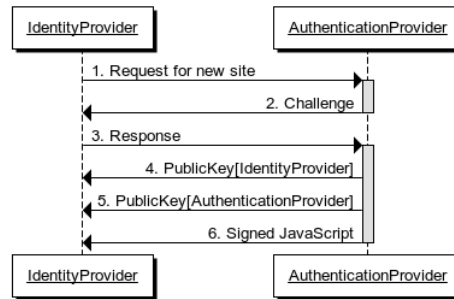 IdentityProvider
AuthenticationProvider
1. Request for new site
2. Challenge
3. Response
4. PublicKey[IdentityProvider]
5. PublicKey[AuthenticationProvider]
6. Signed JavaScript
IdentityProvider
AuthenticationProvider